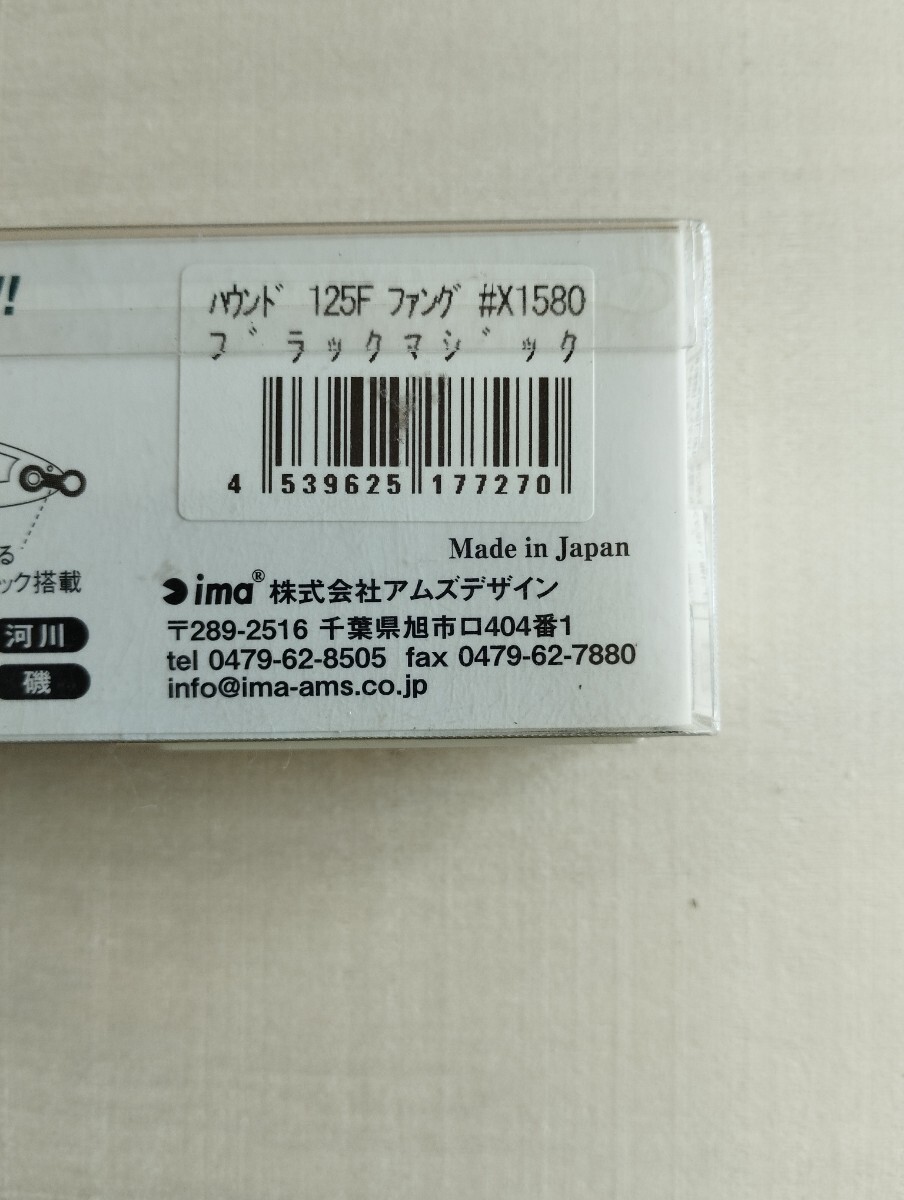 !!
ﾊｳﾝﾄﾞ 125F ﾌｧﾝｸﾞ #X1580
ﾌﾞﾗｯｸﾏｼﾞｯｸ
4 539625 177270
る
ック搭載
河川
磯
Made in Japan
ima® 株式会社アムズデザイン
〒289-2516 千葉県旭市ロ404番1
tel 0479-62-8505 fax 0479-62-7880
info@ima-ams.co.jp